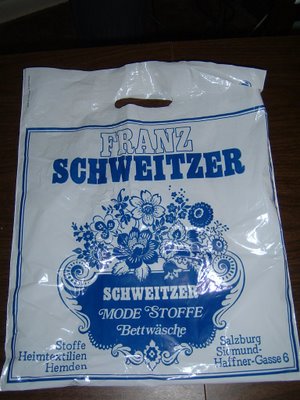 FRANZ
SCHWEITZER
SCHWEITZER
MODE STOFFE
Bettwäsche
Stoffe
Heimtextilien
Hemden
Salzburg
Sigmund-
Haffner-Gasse 6